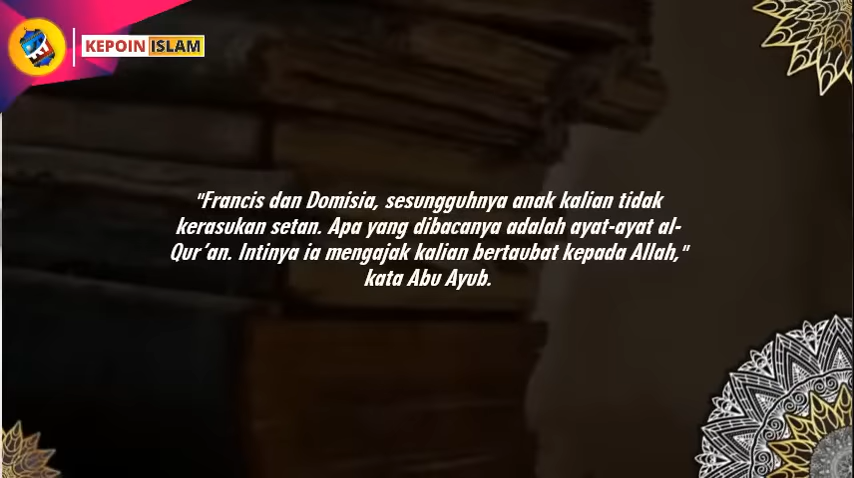 KEPOIN ISLAM
"Francis dan Domisia, sesungguhnya anak kalian tidak
kerasukan setan. Apa yang dibacanya adalah ayat-ayat al-
Qur'an. Intinya ia mengajak kalian bertaubat kepada Allah,"
kata Abu Ayub.